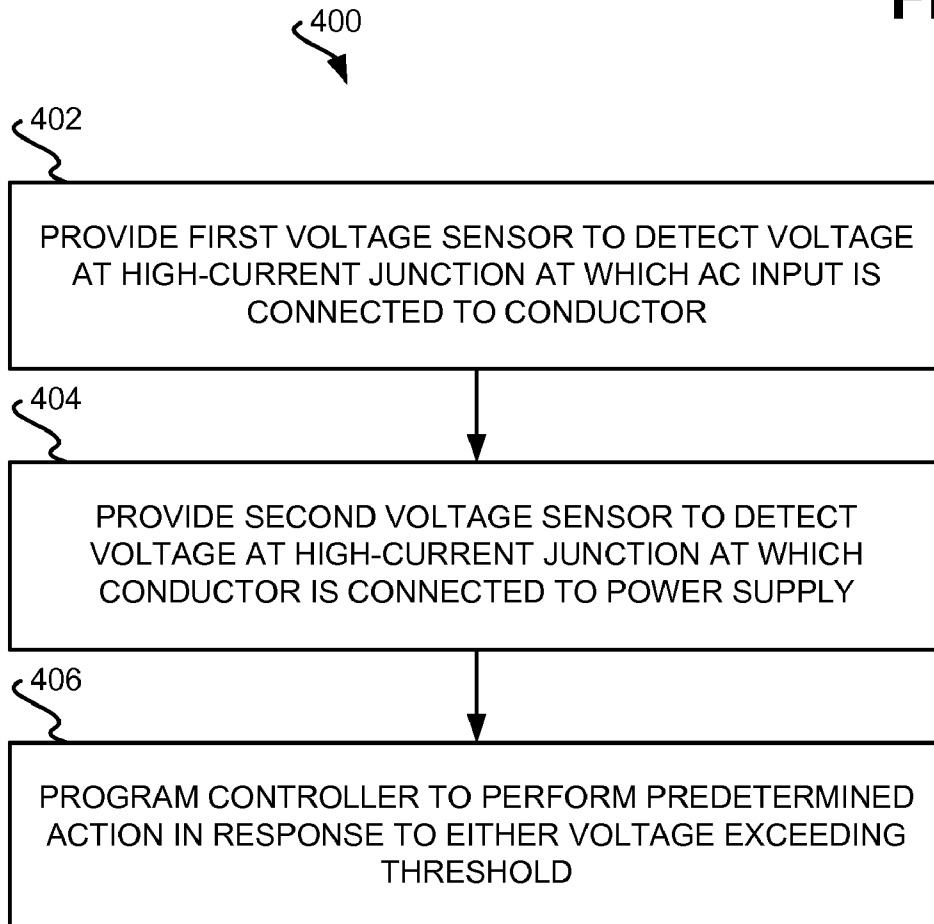 400
402
PROVIDE FIRST VOLTAGE SENSOR TO DETECT VOLTAGE
AT HIGH-CURRENT JUNCTION AT WHICH AC INPUT IS
CONNECTED TO CONDUCTOR
404
PROVIDE SECOND VOLTAGE SENSOR TO DETECT
VOLTAGE AT HIGH-CURRENT JUNCTION AT WHICH
CONDUCTOR IS CONNECTED TO POWER SUPPLY
406
PROGRAM CONTROLLER TO PERFORM PREDETERMINED
ACTION IN RESPONSE TO EITHER VOLTAGE EXCEEDING
THRESHOLD